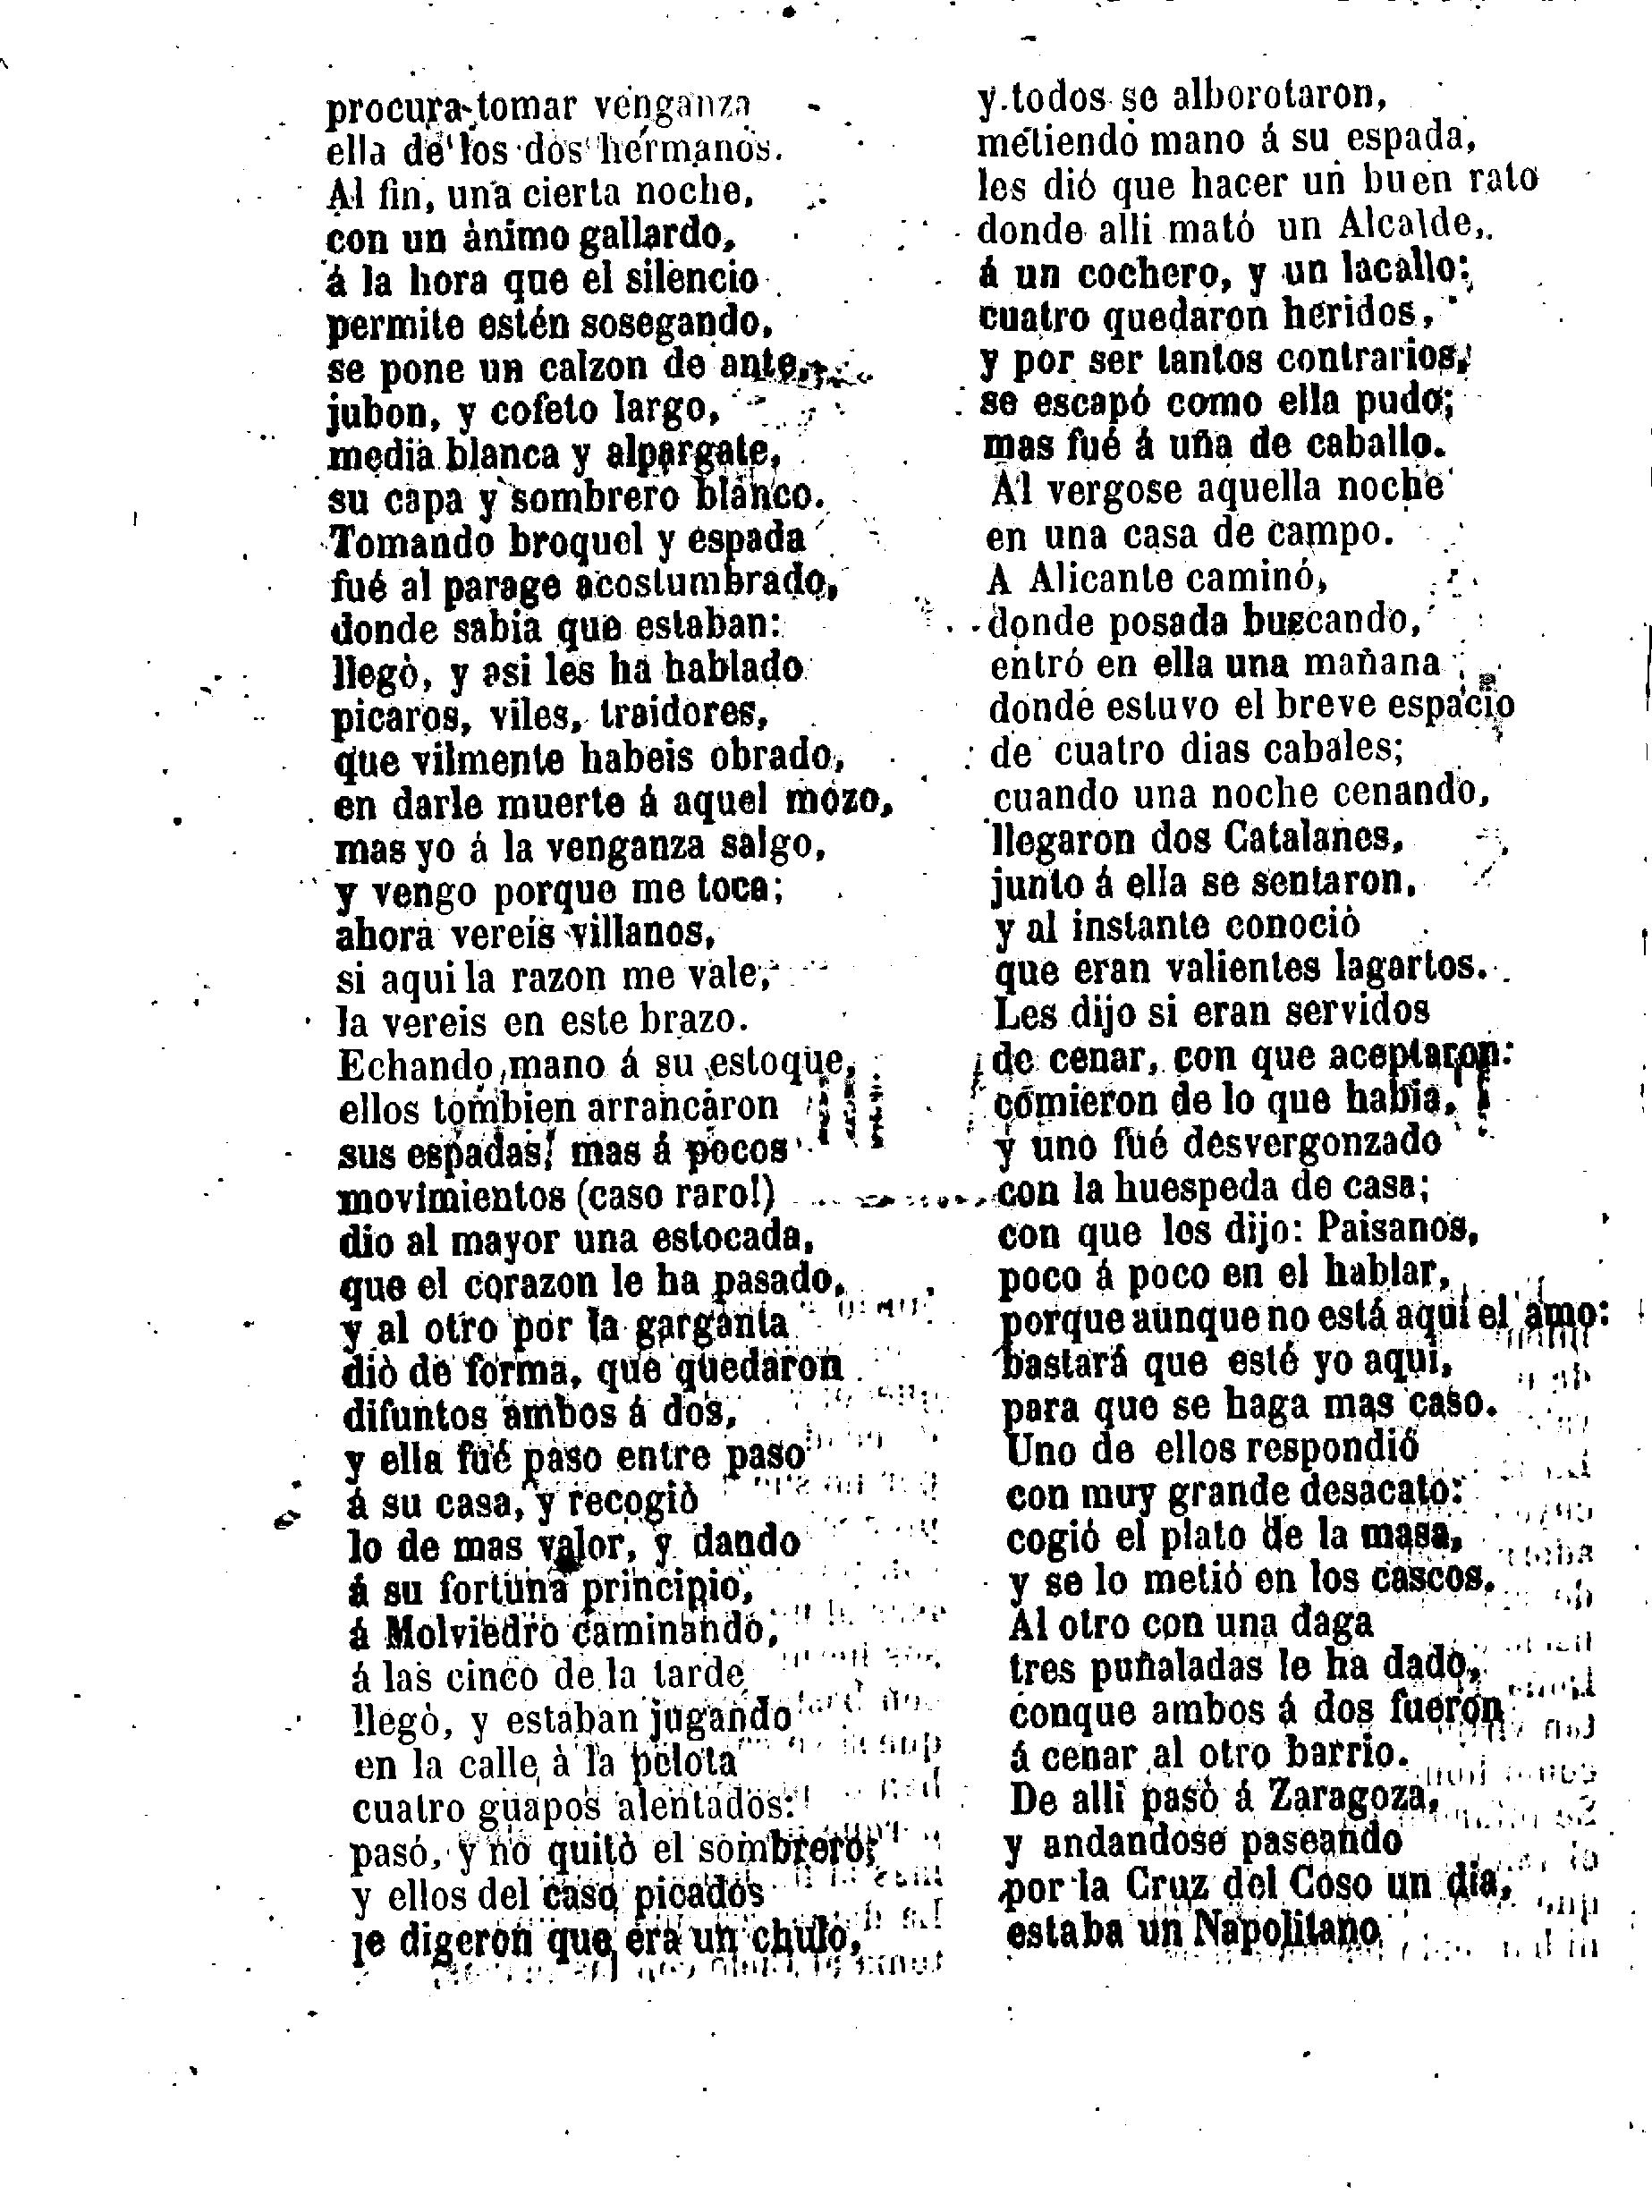 procura tomar venganza
ella de los dos hermanos.
Al fin, una cierta noche,
con un ànimo gallardo,
á la hora que el silencio
permite estén sosegando,
se pone un calzon de ante,
jubon, y cofeto largo,
media blanca y alpargate,
su capa y sombrero blanco.
Tomando broquel y espada
fué al parage acostumbrado,
donde sabia que estaban:
llegò, y asi les ha hablado
picaros, viles, traidores,
que vilmente habeis obrado,
en darle muerte á aquel mozo,
mas yo á la venganza salgo,
y vengo porque me toca;
ahora vereis villanos,
si aqui la razon me vale,
la vereis en este brazo.
Echando mano á su estoque,
ellos tombien arrancaron
sus espadas! mas á pocos
movimientos (caso raro!)
dio al mayor una estocada,
que el corazon le ha pasado,
y al otro por la garganta
diò de forma, que quedaron
difuntos ambos á dos,
y ella fué paso entre paso
á su casa, y recogiò
lo de mas valor, y dando
á su fortuna principio,
á Molviedro caminando,
á las cinco de la tarde
llegò, y estaban jugando
en la calle à la pelota
cuatro guapos alentados:
pasó, y no quitò el sombrero;
y ellos del caso picados
le digeron que era un chulo,
y todos se alborotaron,
metiendo mano á su espada,
les dió que hacer un buen rato
donde alli mató un Alcalde,
á un cochero, y un lacallo;
cuatro quedaron heridos,
y por ser tantos contrarios,
se escapó como ella pudo;
mas fué á uña de caballo.
Al vergose aquella noche
en una casa de campo.
A Alicante caminó,
donde posada buscando,
entró en ella una mañana
donde estuvo el breve espacio
de cuatro dias cabales;
cuando una noche cenando,
llegaron dos Catalanes,
junto á ella se sentaron,
y al instante conoció
que eran valientes lagartos.
Les dijo si eran servidos
de cenar, con que aceptaron:
comieron de lo que habia,
y uno fué desvergonzado
con la huespeda de casa;
con que los dijo: Paisanos,
poco á poco en el hablar,
porque aunque no está aqui el amo:
bastará que esté yo aqui,
para que se haga mas caso.
Uno de ellos respondió
con muy grande desacato:
cogió el plato de la masa,
y se lo metió en los cascos.
Al otro con una daga
tres puñaladas le ha dado,
conque ambos á dos fueron
á cenar al otro barrio.
De alli pasò á Zaragoza,
y andandose paseando
por la Cruz del Coso un dia,
estaba un Napolitano